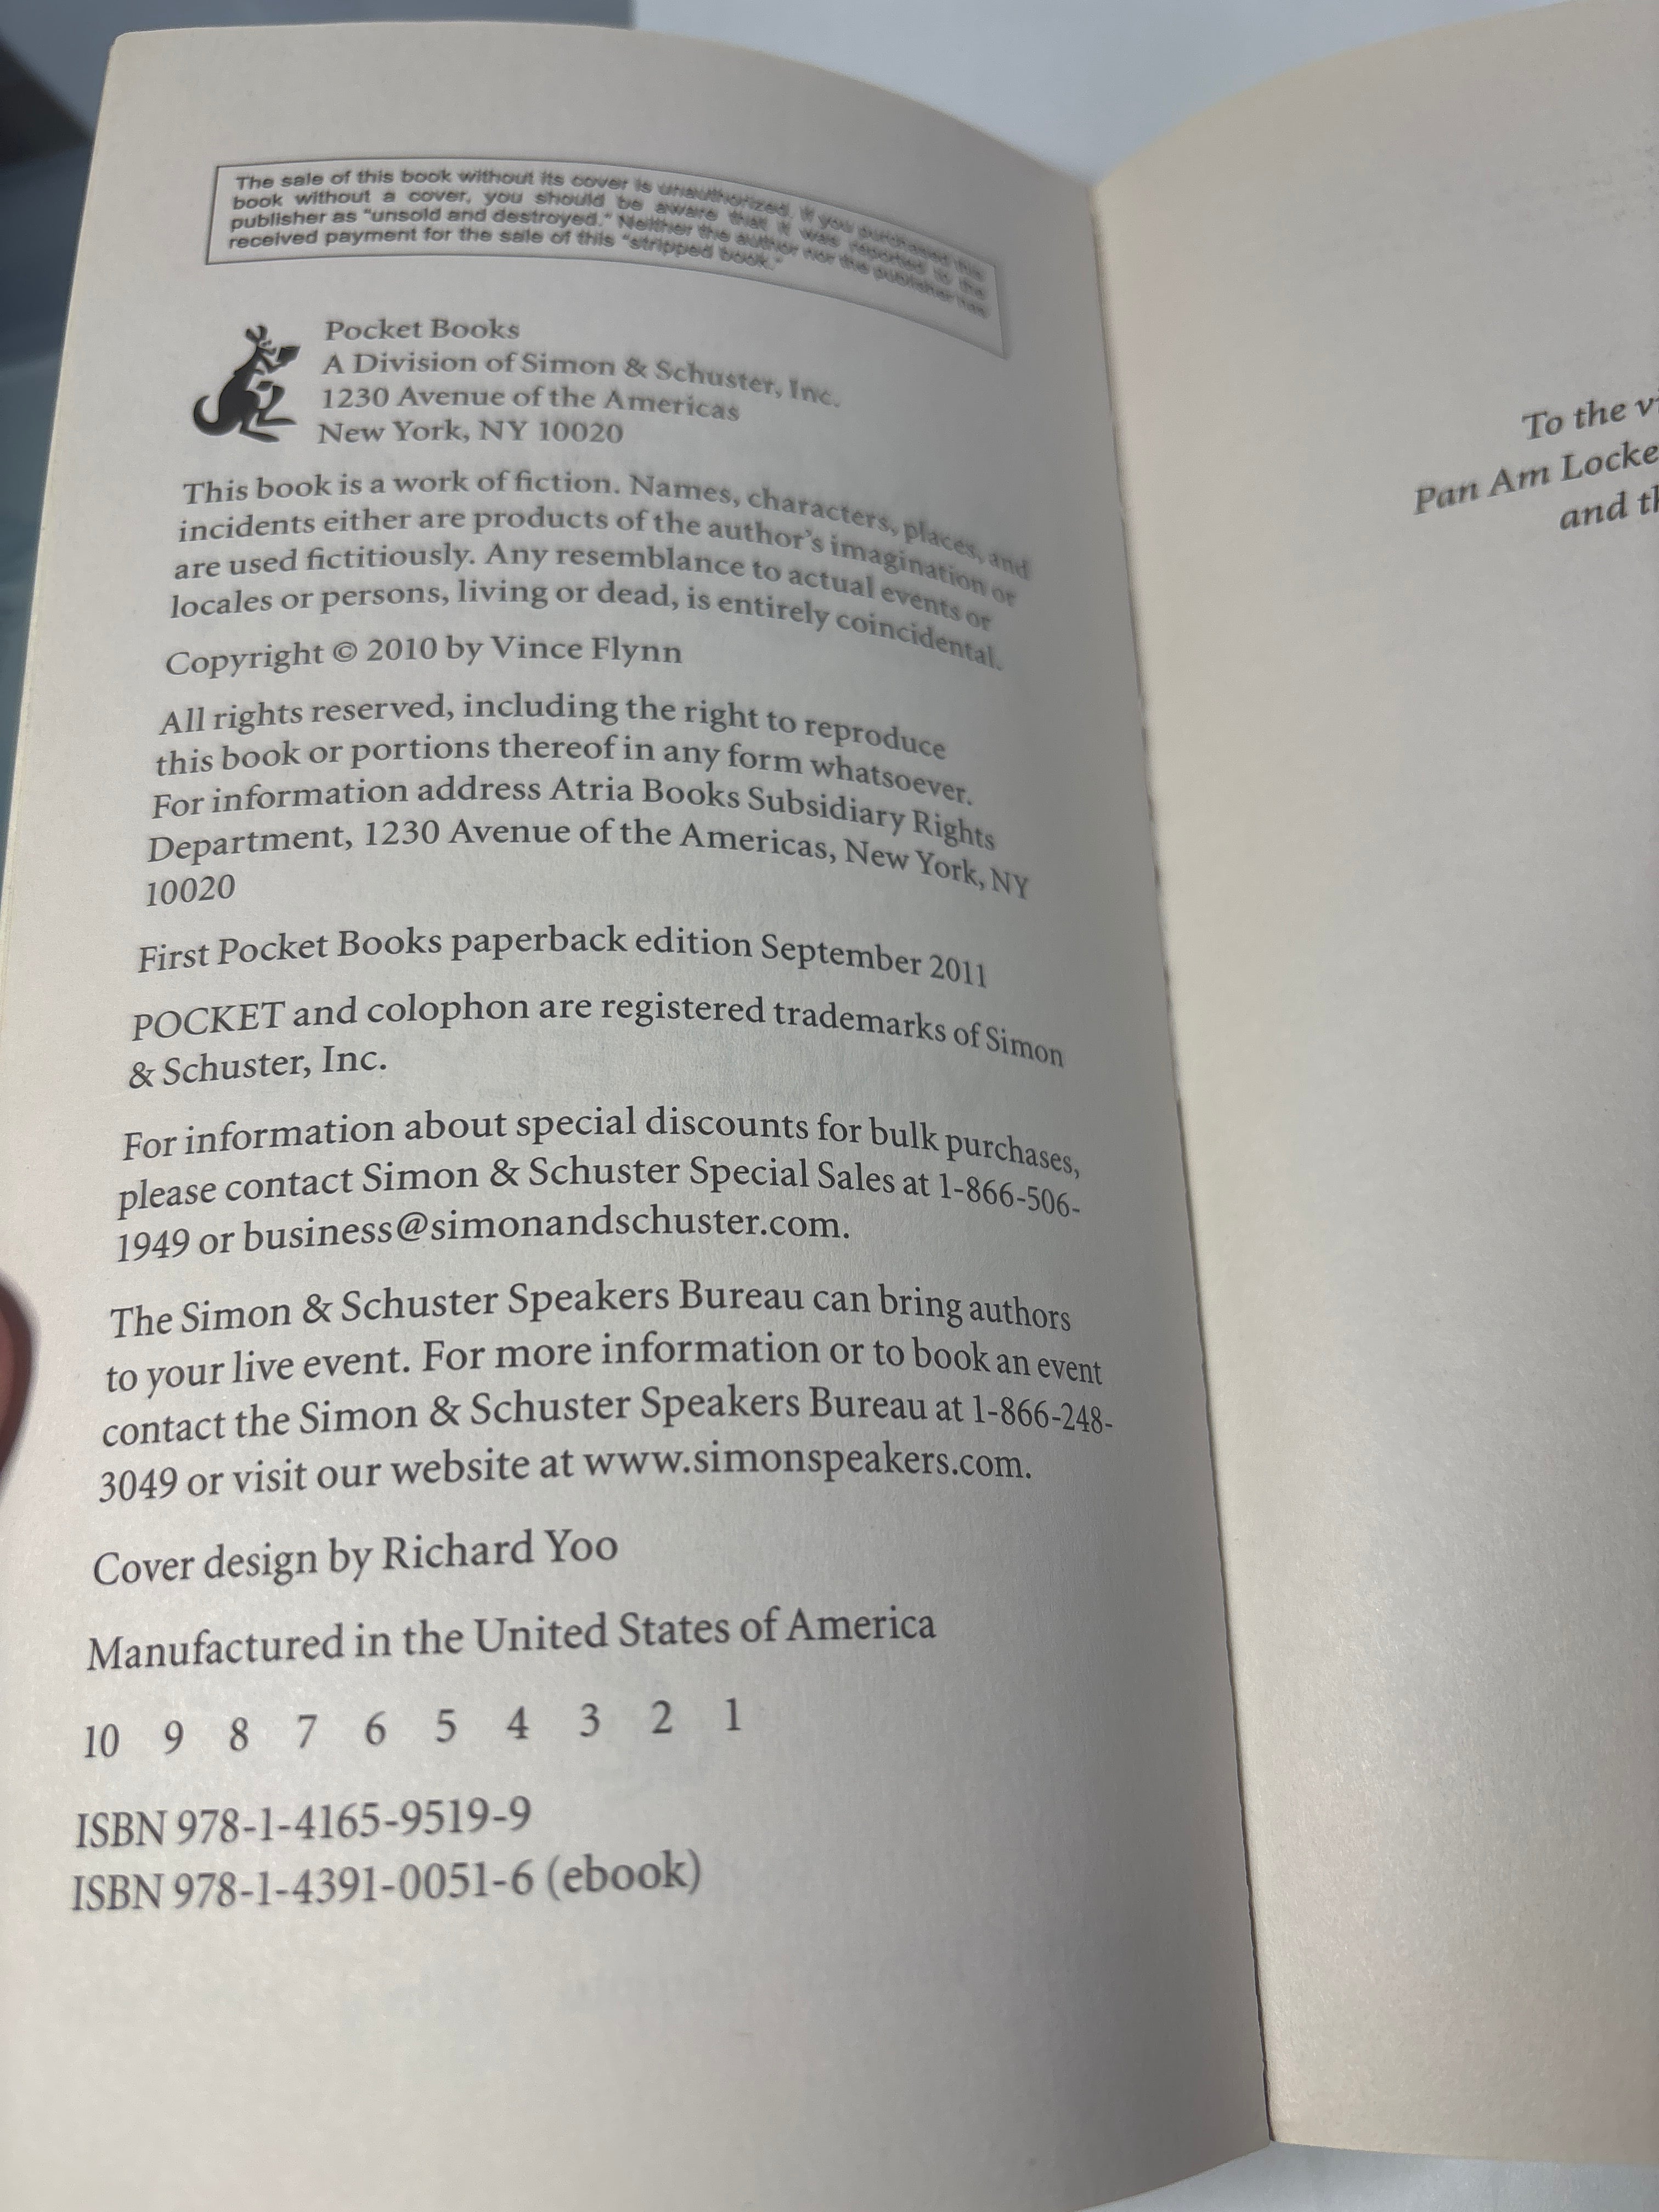 The sale of this book without its cover is unauthorized. If you purchased this
book without a cover, you should be aware that it was reported to the
publisher as "unsold and destroyed." Neither the author nor the publisher has
received payment for the sale of this "stripped book."
Pocket Books
A Division of Simon & Schuster, Inc.
1230 Avenue of the Americas
New York, NY 10020
This book is a work of fiction. Names, characters, places, and
incidents either are products of the author's imagination or
are used fictitiously. Any resemblance to actual events or
locales or persons, living or dead, is entirely coincidental.
Copyright © 2010 by Vince Flynn
All rights reserved, including the right to reproduce
this book or portions thereof in any form whatsoever.
For information address Atria Books Subsidiary Rights
Department, 1230 Avenue of the Americas, New York, NY
10020
First Pocket Books paperback edition September 2011
POCKET and colophon are registered trademarks of Simon
& Schuster, Inc.
For information about special discounts for bulk purchases,
please contact Simon & Schuster Special Sales at 1-866-506-
1949 or business@simonandschuster.com.
The Simon & Schuster Speakers Bureau can bring authors
to your live event. For more information or to book an event
contact the Simon & Schuster Speakers Bureau at 1-866-248-
3049 or visit our website at www.simonspeakers.com.
Cover design by Richard Yoo
Manufactured in the United States of America
10 9 8 7 6 5 4 3 2 1
ISBN 978-1-4165-9519-9
ISBN 978-1-4391-0051-6 (ebook)
To the
Pan Am
and